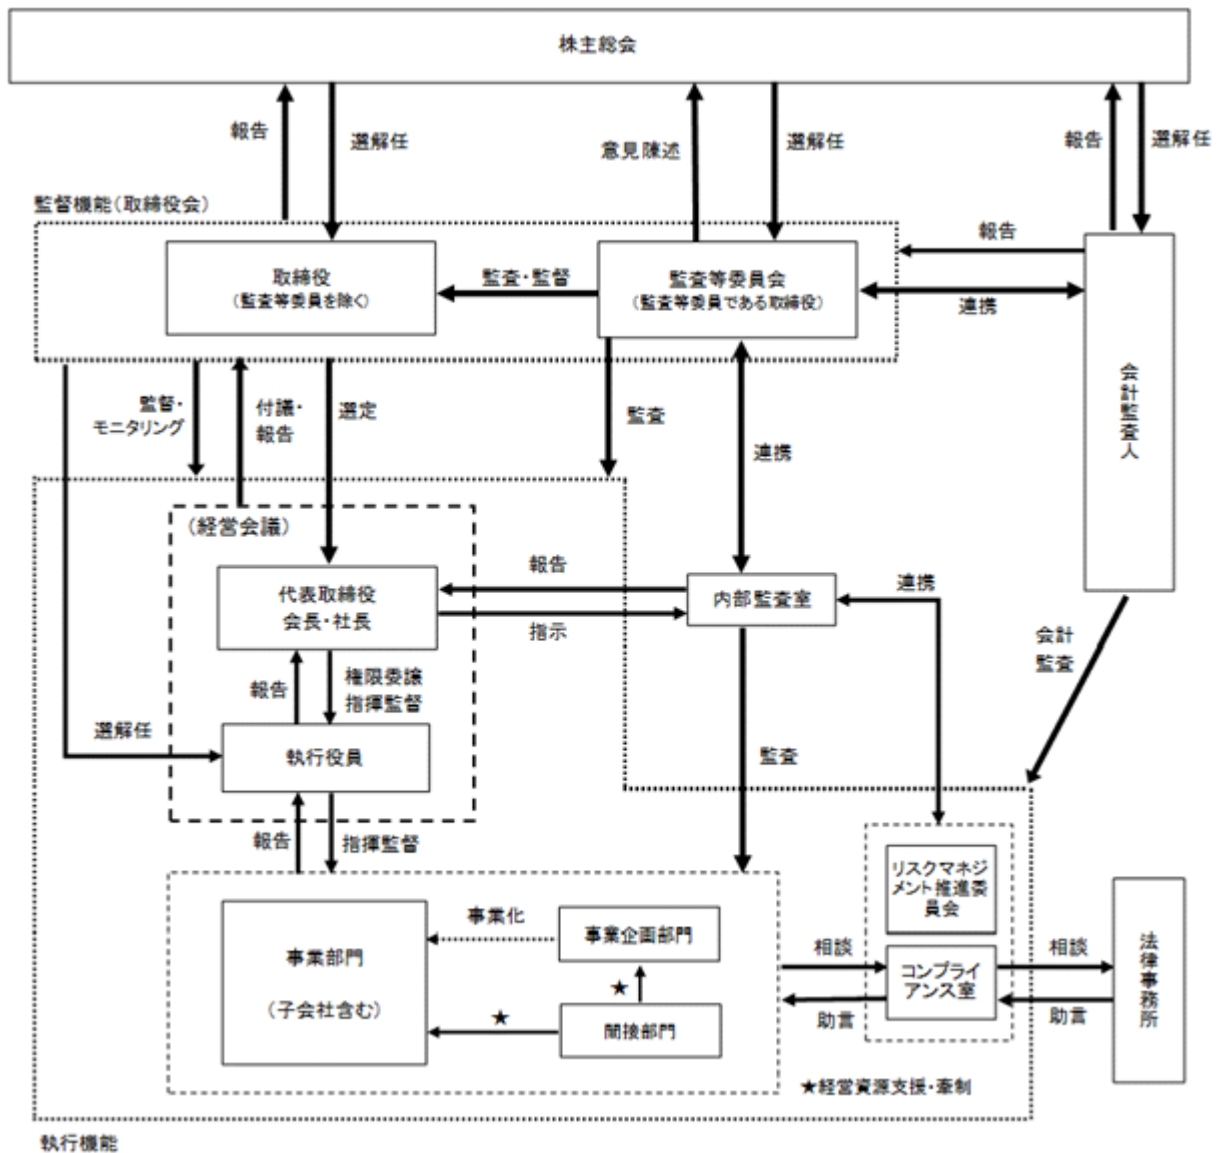 株主総会
報告
選解任
意見陳述
選解任
報告
選解任
監督機能(取締役会)
取締役
(監査等委員を除く)
監査・監督
監査等委員会
(監査等委員である取締役)
報告
連携
会計監査人
監督・
モニタリング
付議・
報告
選定
監査
連携
(経営会議)
代表取締役
会長・社長
報告
指示
内部監査室
連携
会計
監査
報告
権限委譲
指揮監督
選解任
執行役員
監査
報告
指揮監督
リスクマネジ
メント推進委
員会
事業部門
(子会社含む)
事業化
事業企画部門
★
★
間接部門
相談
助言
コンプライ
アンス室
相談
助言
法律事務所
★経営資源支援・牽制
執行機能